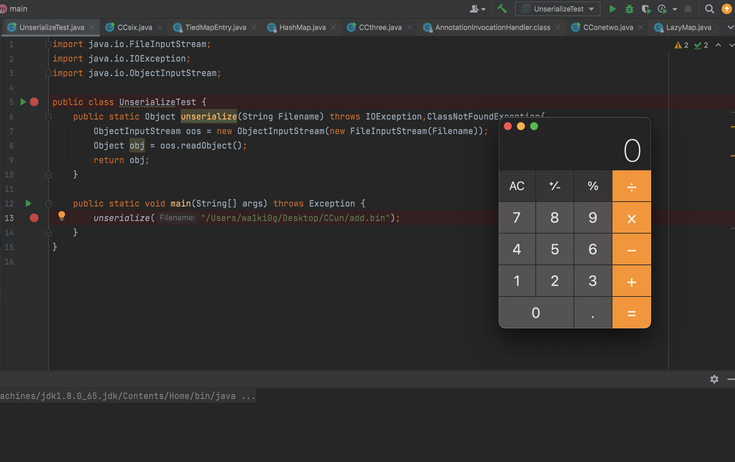 main
UnserializeTest
UnserializeTest.java
CCsix.java
TiedMapEntry.java
HashMap.java
CCthree.java
AnnotationInvocationHandler.class
CConetwo.java
LazyMap.java
2 2
1 import java.io.FileInputStream;
2 import java.io.IOException;
3 import java.io.ObjectInputStream;
4
5 public class UnserializeTest {
6 public static Object unserialize(String Filename) throws IOException,ClassNotFoundException{
7 ObjectInputStream oos = new ObjectInputStream(new FileInputStream(Filename));
8 Object obj = oos.readObject();
9 return obj;
10 }
11
12 public static void main(String[] args) throws Exception {
13 unserialize( Filename: "/Users/wa1ki0g/Desktop/CCun/add.bin");
14 }
15 }
16
0
AC +/- % ÷
7 8 9 x
4 5 6 −
1 2 3 +
0 . =
achines/jdk1.8.0_65.jdk/Contents/Home/bin/java ...